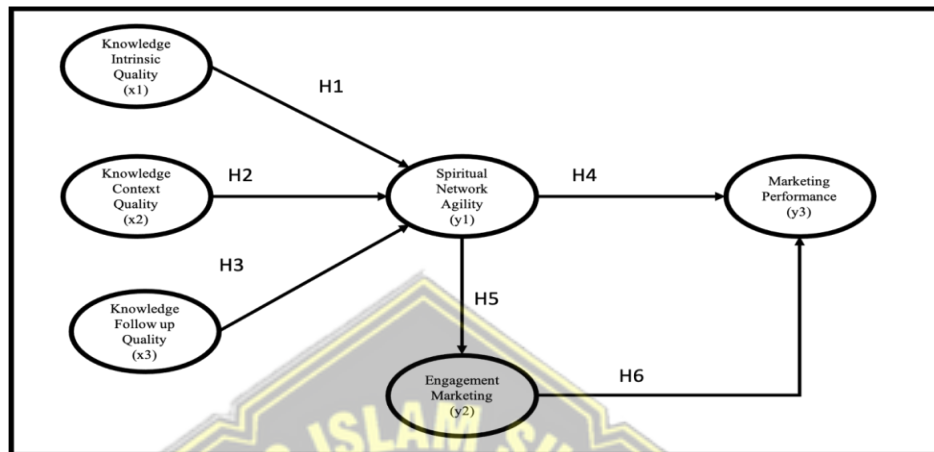 Knowledge
Intrinsic
Quality
(x1)
H1
Knowledge
Context
Quality
(x2)
H2
Spiritual
Network
Agility
(y1)
H4
Marketing
Performance
(y3)
H3
Knowledge
Follow up
Quality
(x3)
H5
Engagement
Marketing
(y2)
H6
ISLAM